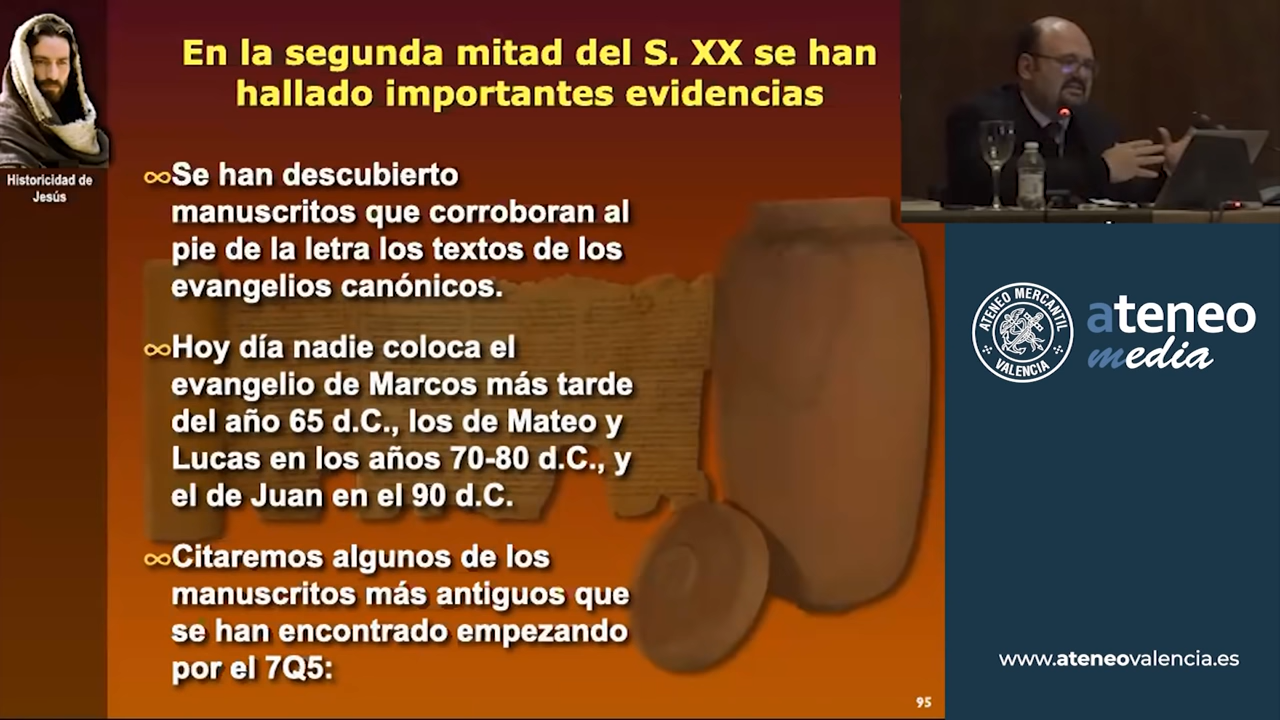 En la segunda mitad del S. XX se han
hallado importantes evidencias
Historicidad de
Jesús
∞Se han descubierto
manuscritos que corroboran al
pie de la letra los textos de los
evangelios canónicos.
∞Hoy día nadie coloca el
evangelio de Marcos más tarde
del año 65 d.C., los de Mateo y
Lucas en los años 70-80 d.C., y
el de Juan en el 90 d.C.
∞Citaremos algunos de los
manuscritos más antiguos que
se han encontrado empezando
por el 7Q5:
95
ATENEO MERCANTIL
VALENCIA
ateneo
media
www.ateneovalencia.es